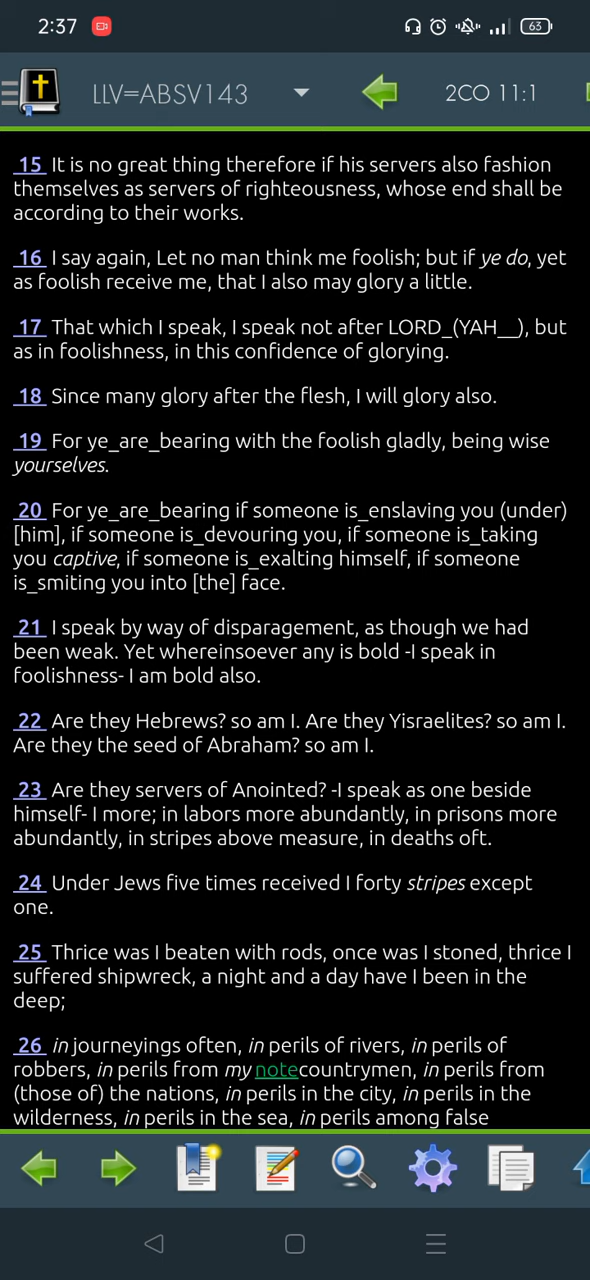 2:37
63
LLV=ABSV143
2CO 11:1
15 It is no great thing therefore if his servers also fashion
themselves as servers of righteousness, whose end shall be
according to their works.
16 I say again, Let no man think me foolish; but if ye do, yet
as foolish receive me, that I also may glory a little.
17 That which I speak, I speak not after LORD_(YAH__), but
as in foolishness, in this confidence of glorying.
18 Since many glory after the flesh, I will glory also.
19 For ye_are_bearing with the foolish gladly, being wise
yourselves.
20 For ye_are_bearing if someone is_enslaving you (under)
[him], if someone is_devouring you, if someone is_taking
you captive, if someone is_exalting himself, if someone
is_smiting you into [the] face.
21 I speak by way of disparagement, as though we had
been weak. Yet whereinsoever any is bold -I speak in
foolishness- I am bold also.
22 Are they Hebrews? so am I. Are they Yisraelites? so am I.
Are they the seed of Abraham? so am I.
23 Are they servers of Anointed? -I speak as one beside
himself- I more; in labors more abundantly, in prisons more
abundantly, in stripes above measure, in deaths oft.
24 Under Jews five times received I forty stripes except
one.
25 Thrice was I beaten with rods, once was I stoned, thrice I
suffered shipwreck, a night and a day have I been in the
deep;
26 in journeyings often, in perils of rivers, in perils of
robbers, in perils from my notecountrymen, in perils from
(those of) the nations, in perils in the city, in perils in the
wilderness, in perils in the sea, in perils among false